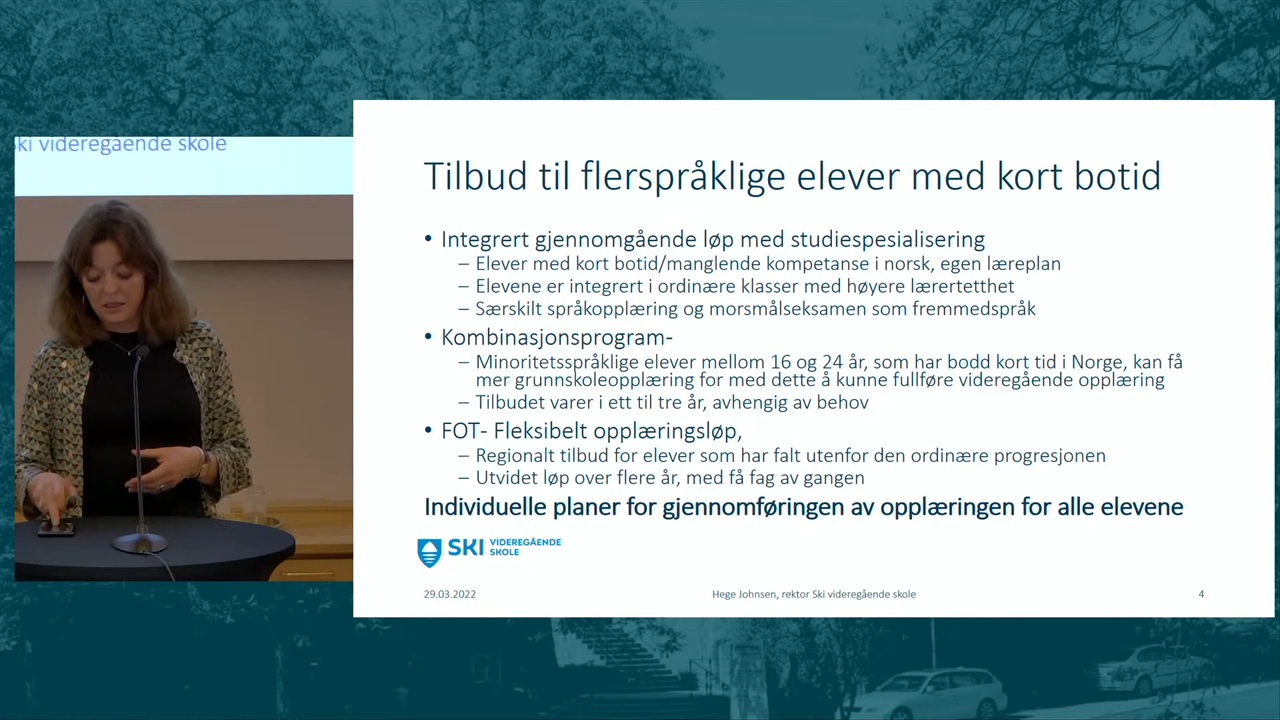 Ski videregående skole
Tilbud til flerspråklige elever med kort botid
• Integrert gjennomgående løp med studiespesialisering
– Elever med kort botid/manglende kompetanse i norsk, egen læreplan
– Elevene er integrert i ordinære klasser med høyere lærertetthet
– Særskilt språkopplæring og morsmålseksamen som fremmedspråk
• Kombinasjonsprogram-
– Minoritetsspråklige elever mellom 16 og 24 år, som har bodd kort tid i Norge, kan få
mer grunnskoleopplæring for med dette å kunne fullføre videregående opplæring
– Tilbudet varer i ett til tre år, avhengig av behov
• FOT- Fleksibelt opplæringsløp,
– Regionalt tilbud for elever som har falt utenfor den ordinære progresjonen
– Utvidet løp over flere år, med få fag av gangen
Individuelle planer for gjennomføringen av opplæringen for alle elevene
SKI VIDEREGÅENDE
SKOLE
29.03.2022 Hege Johnsen, rektor Ski videregående skole 4